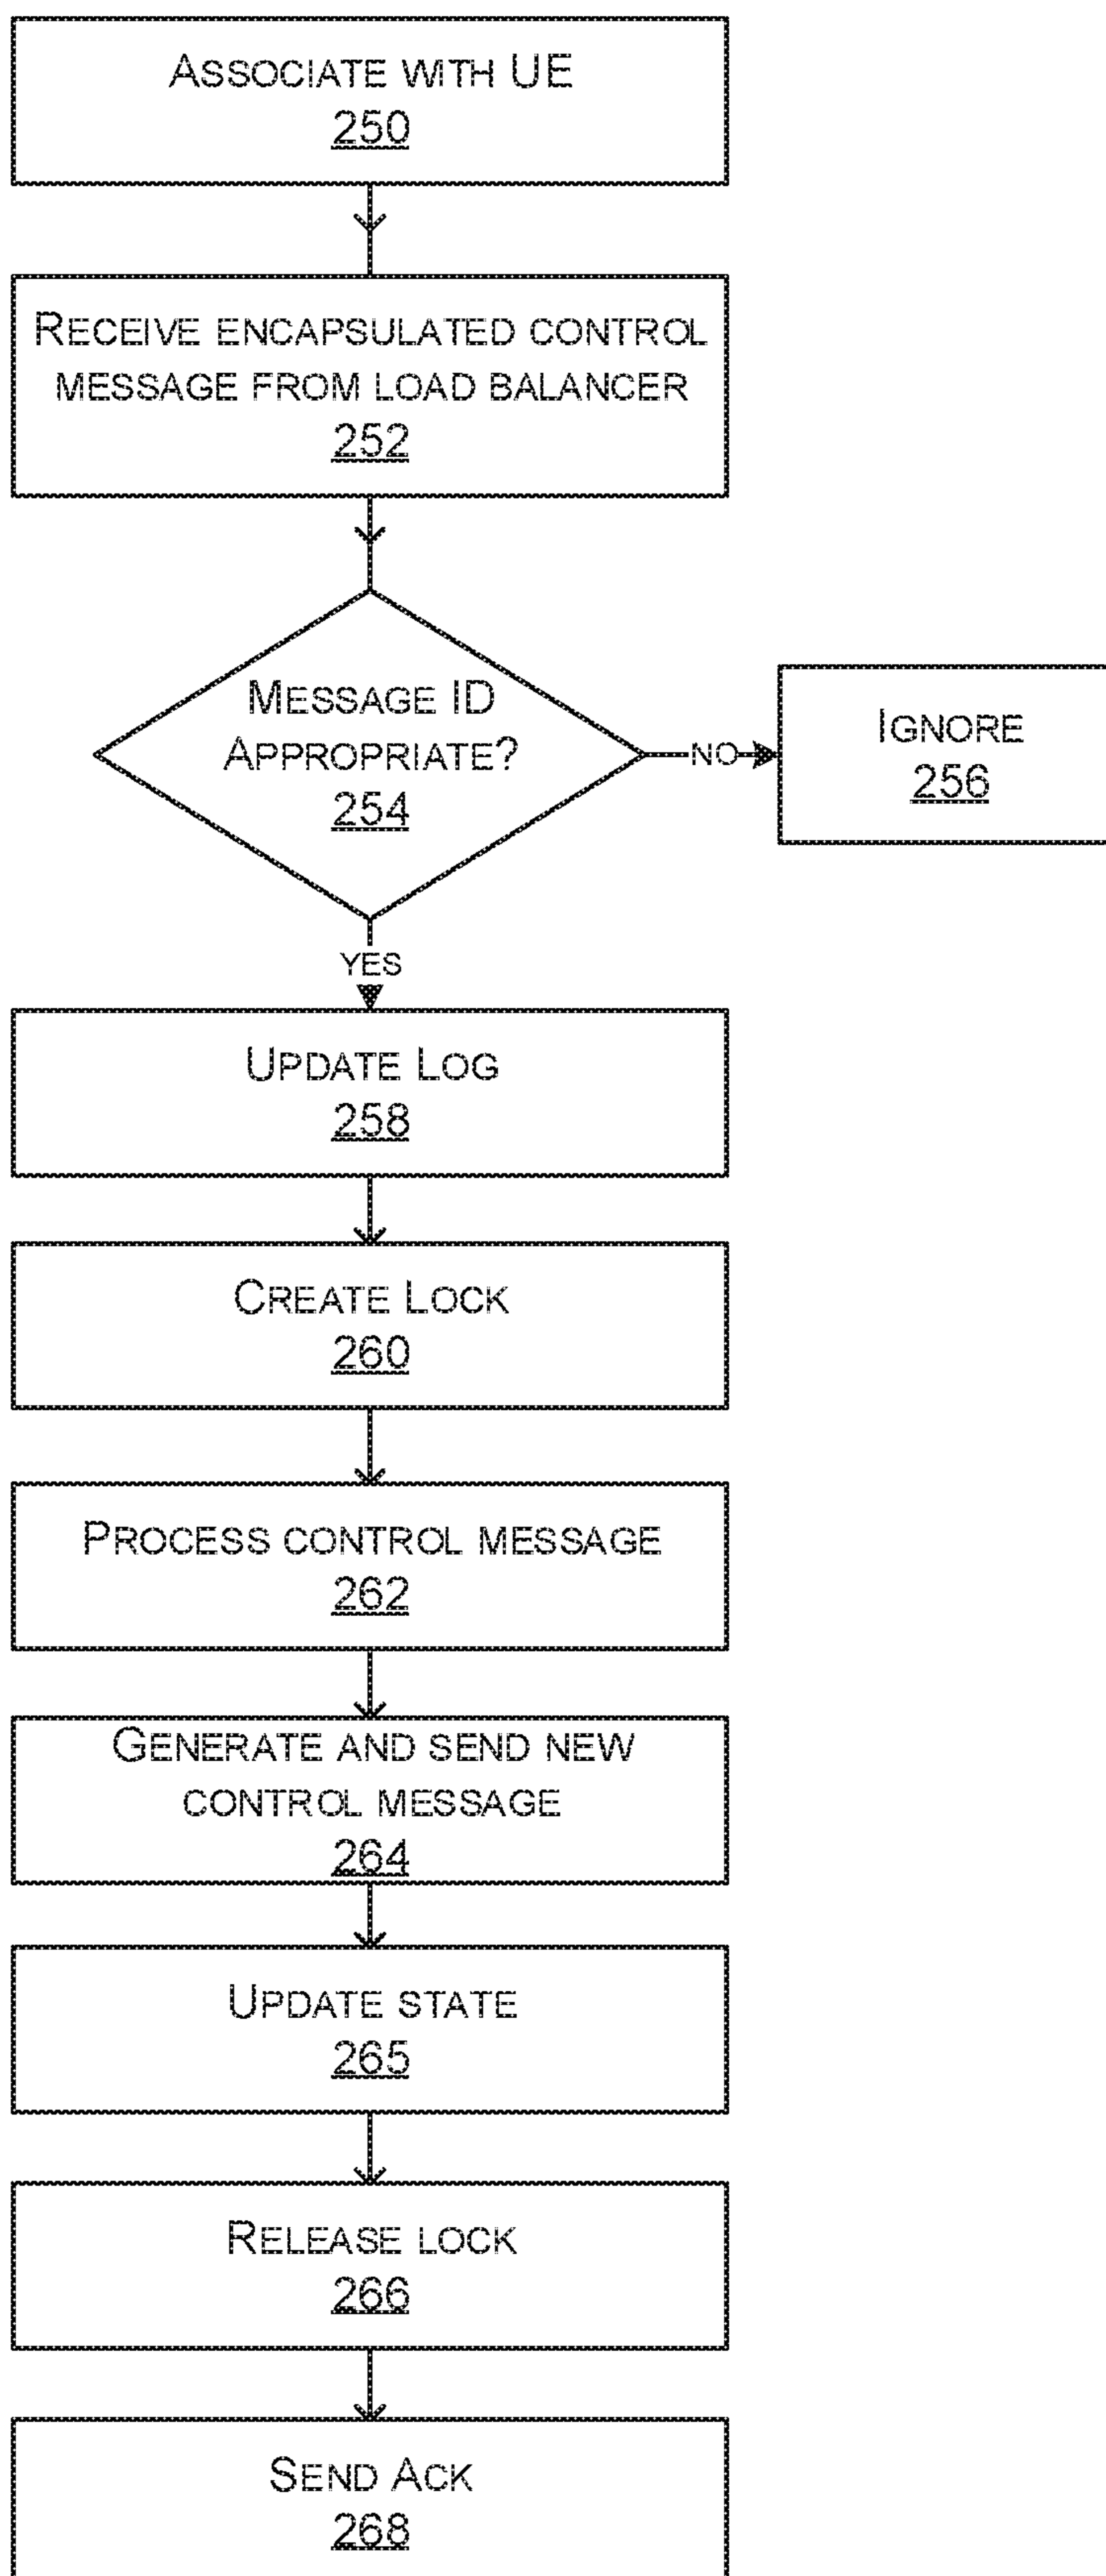 ASSOCIATE WITH UE
250
RECEIVE ENCAPSULATED CONTROL
MESSAGE FROM LOAD BALANCER
252
MESSAGE ID
APPROPRIATE?
254
NO
IGNORE
256
YES
UPDATE LOG
258
CREATE LOCK
260
PROCESS CONTROL MESSAGE
262
GENERATE AND SEND NEW
CONTROL MESSAGE
264
UPDATE STATE
265
RELEASE LOCK
266
SEND ACK
268